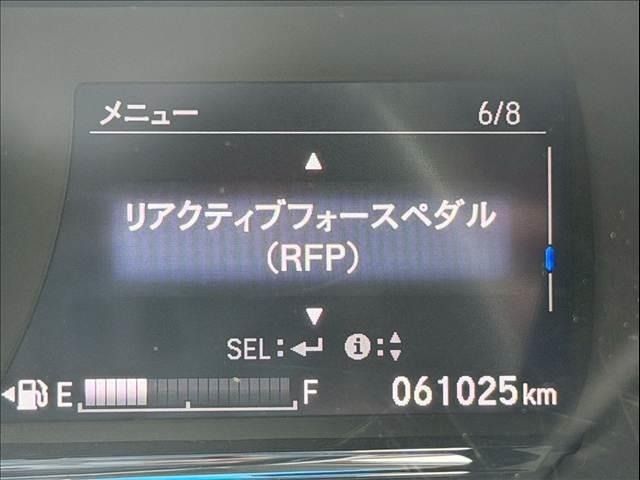 メニュー 6/8
▲
リアクティブフォースペダル
(RFP)
▼
SEL:↵ ℹ:▲▼
E F 061025km